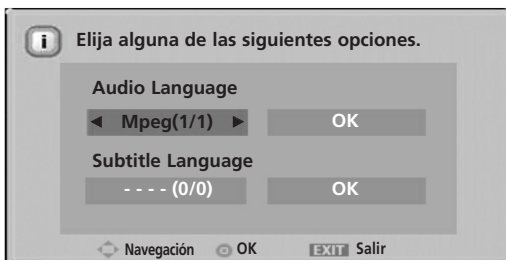 i Elija alguna de las siguientes opciones.
Audio Language
◄ Mpeg(1/1) ► OK
Subtitle Language
- - - - (0/0) OK
Navegación OK EXIT Salir